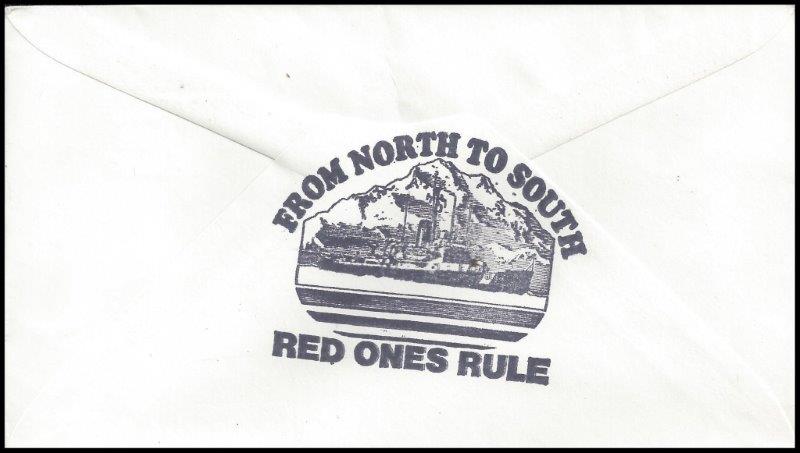 FROM NORTH TO SOUTH
RED ONES RULE